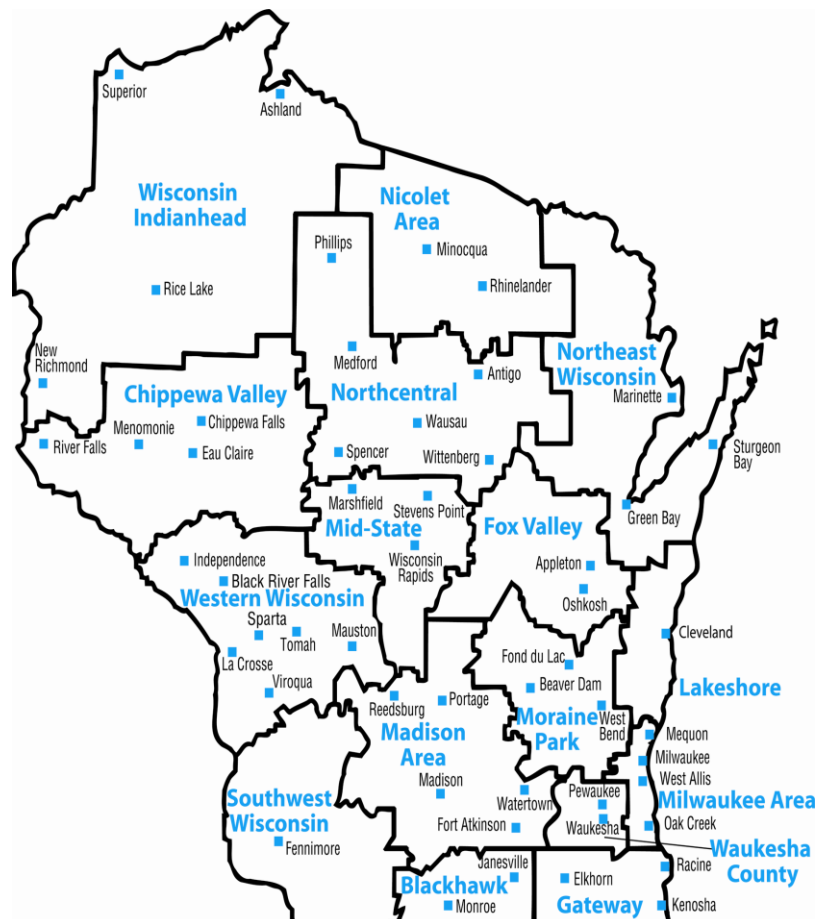 Superior
Ashland
Wisconsin
Indianhead
Nicolet
Area
Phillips
Minocqua
Rhinelander
Rice Lake
New
Richmond
Medford
Antigo
Northeast
Wisconsin
Marinette
Chippewa Valley
Northcentral
Chippewa Falls
Wausau
Menomonie
River Falls
Eau Claire
Spencer
Wittenberg
Sturgeon
Bay
Marshfield
Stevens Point
Green Bay
Mid-State
Fox Valley
Wisconsin
Rapids
Appleton
Oshkosh
Independence
Black River Falls
Western Wisconsin
Sparta
Tomah
Mauston
La Crosse
Viroqua
Cleveland
Fond du Lac
Beaver Dam
Lakeshore
Reedsburg
Portage
Moraine
Park
West
Bend
Madison
Area
Mequon
Milwaukee
West Allis
Milwaukee Area
Madison
Watertown
Pewaukee
Southwest
Wisconsin
Fort Atkinson
Waukesha
Oak Creek
Fennimore
Waukesha
County
Janesville
Blackhawk
Monroe
Elkhorn
Gateway
Racine
Kenosha